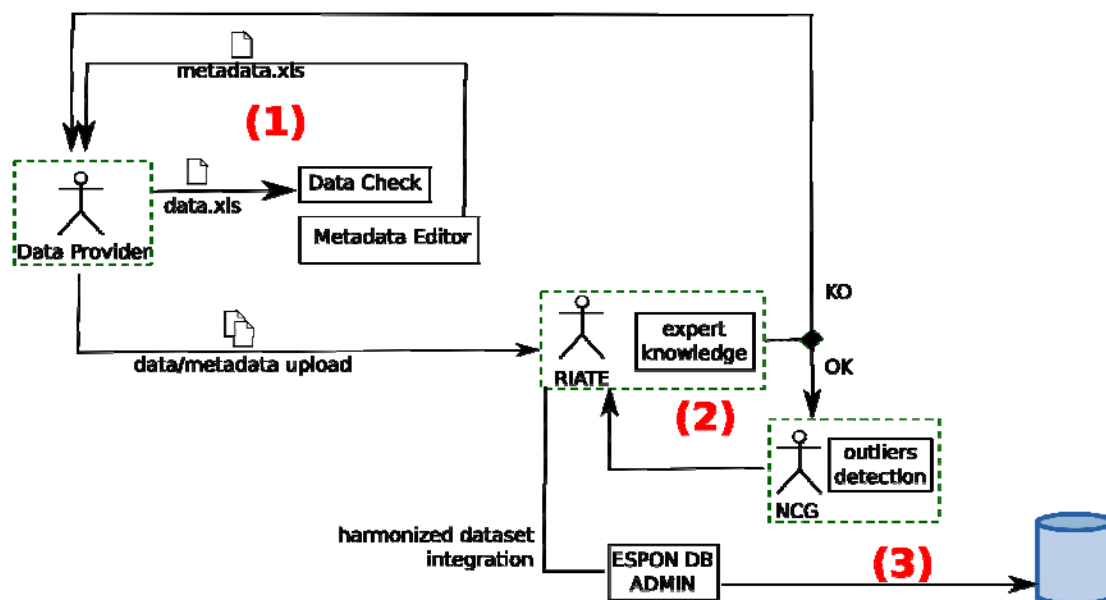 metadata.xls
(1)
Data Check
data.xls
Metadata Editor
Data Provider
KO
expert
knowledge
data/metadata upload
OK
RIATE
(2)
outliers
detection
NCG
harmonized dataset
integration
ESPON DB
ADMIN
(3)